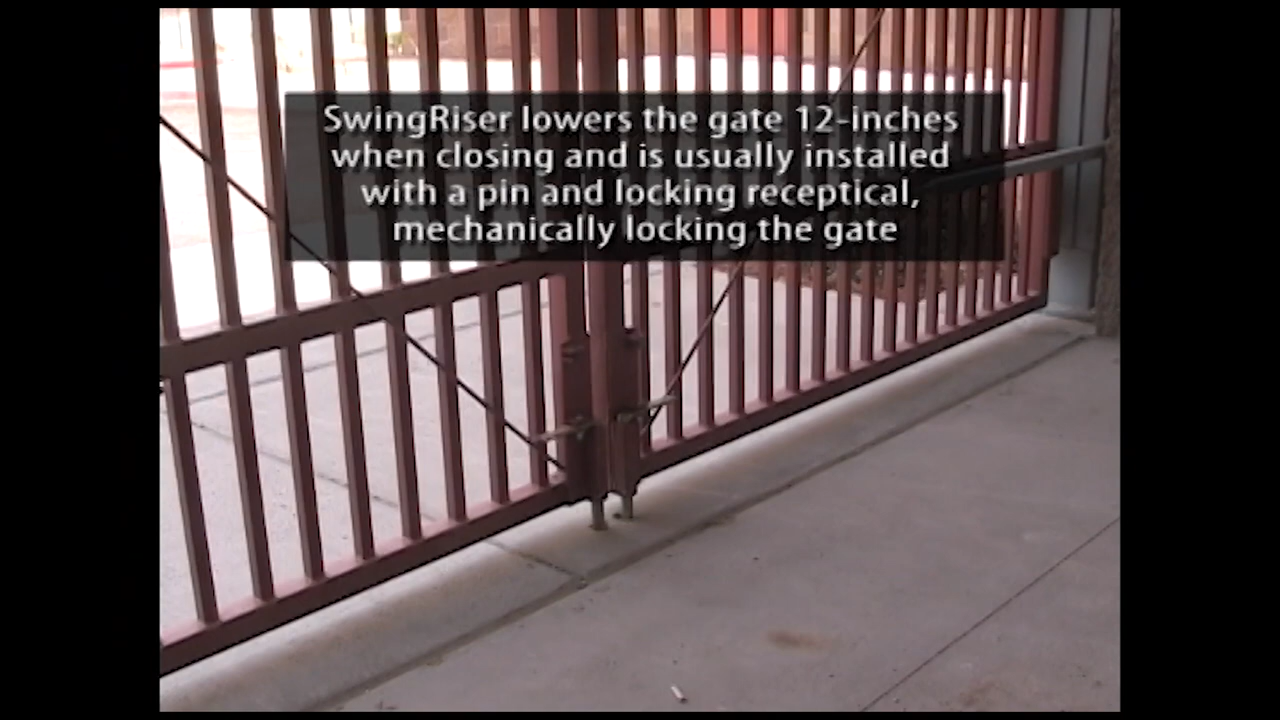 SwingRiser lowers the gate 12-inches
when closing and is usually installed
with a pin and locking receptical,
mechanically locking the gate